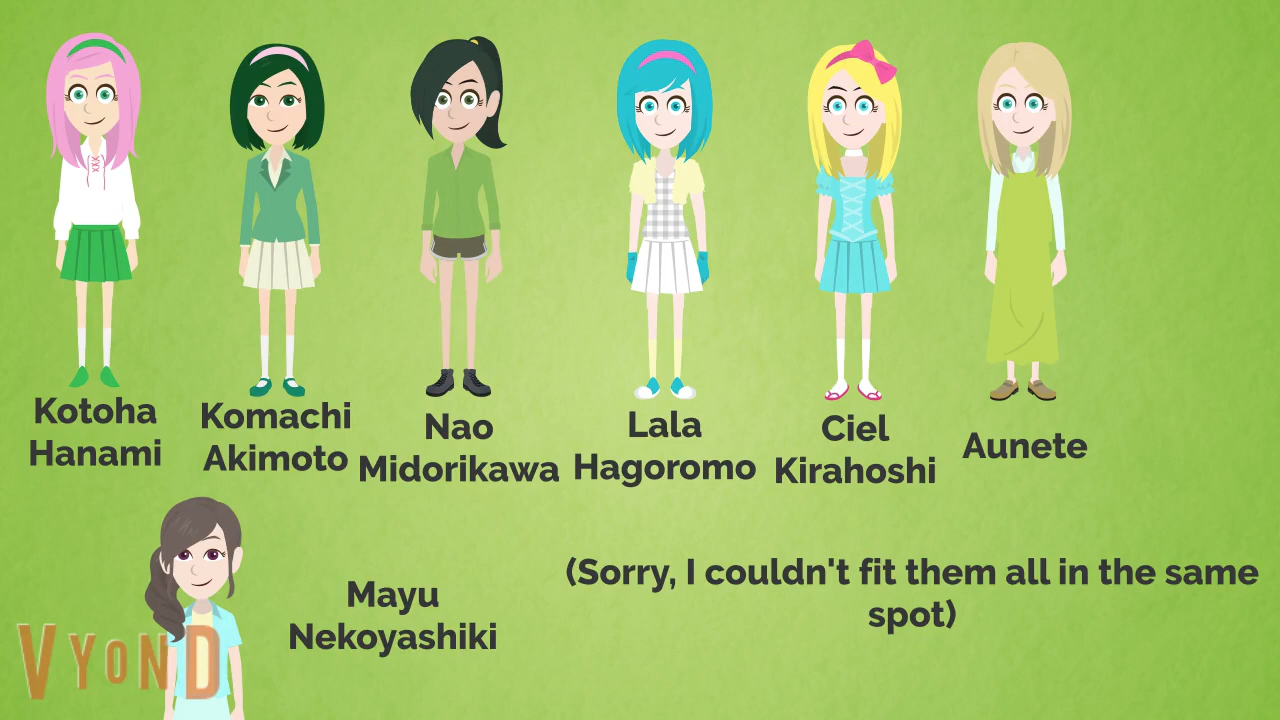 Kotoha
Hanami
Komachi
Akimoto
Nao
Midorikawa
Lala
Hagoromo
Ciel
Kirahoshi
Aunete
Mayu
Nekoyashiki
(Sorry, I couldn't fit them all in the same
spot)
VYOND